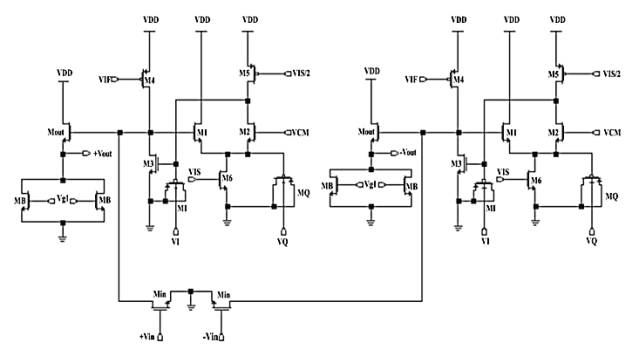 VDD VDD VDD VDD VDD VDD
VDD VIF M4 M5 VIS/2 VDD VIF M4 M5 VIS/2
Mout M1 M2 VCM Mout M1 M2 VCM
+Vout M3 -Vout M3
VIS M6 VIS M6
MB Vg1 MB MI MQ MB Vg1 MB MI MQ
VI VQ VI VQ
Min Min
+Vin -Vin